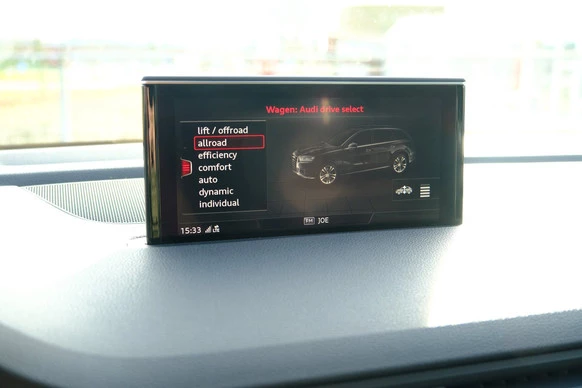 Wagen: Audi drive select
lift / offroad
allroad
efficiency
comfort
auto
dynamic
individual
JOE
15:33